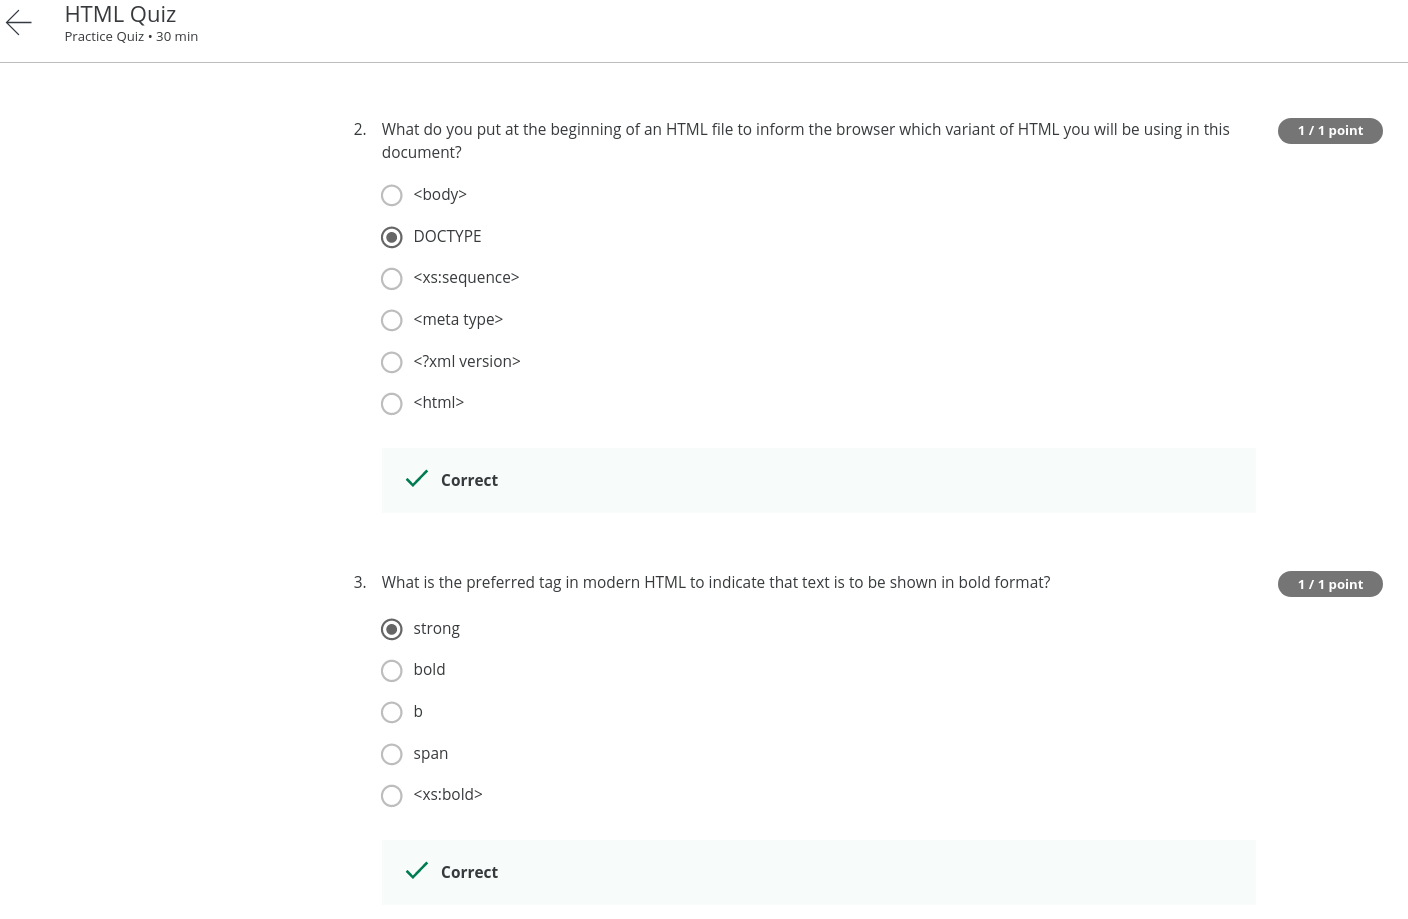 HTML Quiz
Practice Quiz • 30 min
2. What do you put at the beginning of an HTML file to inform the browser which variant of HTML you will be using in this
document?
1 / 1 point
<body>
DOCTYPE
<xs:sequence>
<meta type>
<?xml version>
<html>
Correct
3. What is the preferred tag in modern HTML to indicate that text is to be shown in bold format?
1 / 1 point
strong
bold
b
span
<xs:bold>
Correct